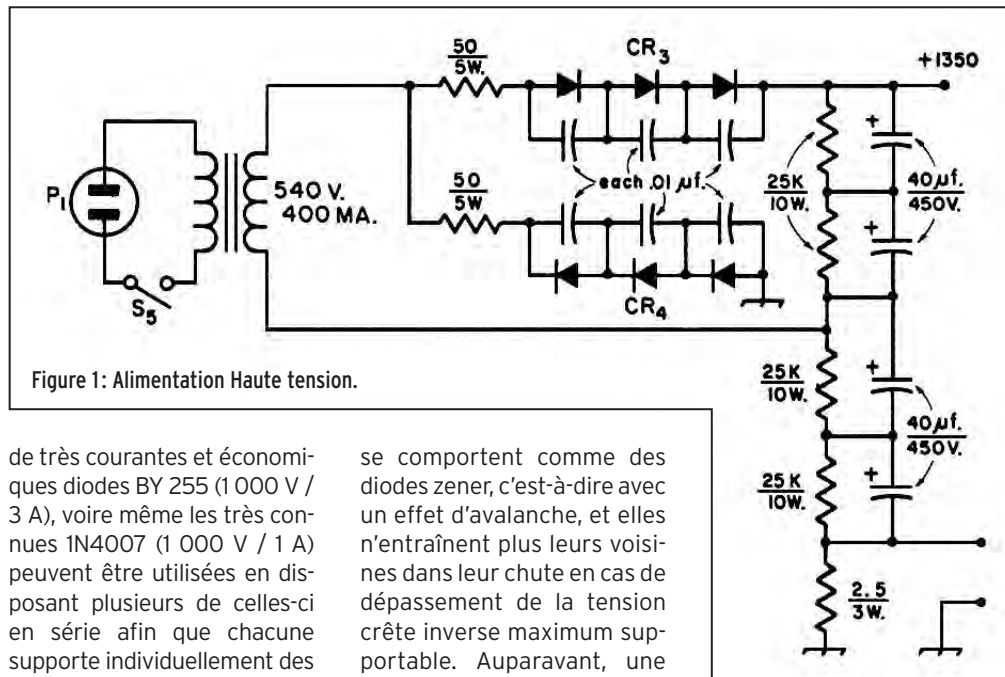 50
5W.
CR3
+1350
P1
S5
540 V.
400 MA.
each .01 µf.
50
5W
CR4
25K
10W.
+
40µf.
450V.
+
25K
10W.
+
40µf.
450V.
25K
10W.
+
2.5
3W.
Figure 1: Alimentation Haute tension.
de très courantes et économi-
ques diodes BY 255 (1 000 V /
3 A), voire même les très con-
nues 1N4007 (1 000 V / 1 A)
peuvent être utilisées en dis-
posant plusieurs de celles-ci
en série afin que chacune
supporte individuellement des
se comportent comme des
diodes zener, c'est-à-dire avec
un effet d'avalanche, et elles
n'entraînent plus leurs voisi-
nes dans leur chute en cas de
dépassement de la tension
crête inverse maximum sup-
portable. Auparavant, une